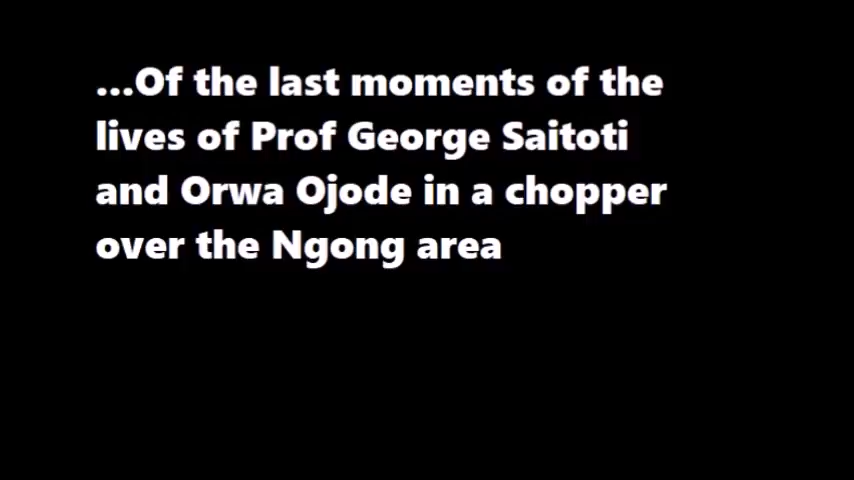 ...Of the last moments of the
lives of Prof George Saitoti
and Orwa Ojode in a chopper
over the Ngong area